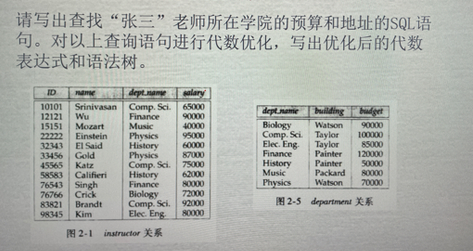 请写出查找“张三”老师所在学院的预算和地址的SQL语
句。对以上查询语句进行代数优化，写出优化后的代数
表达式和语法树。
ID name dept_name salary
10101 Srinivasan Comp. Sci. 65000
12121 Wu Finance 90000
15151 Mozart Music 40000
22222 Einstein Physics 95000
32343 El Said History 60000
33456 Gold Physics 87000
45565 Katz Comp. Sci. 75000
58583 Califieri History 62000
76543 Singh Finance 80000
76766 Crick Biology 72000
83821 Brandt Comp. Sci. 92000
98345 Kim Elec. Eng. 80000
图 2-1 instructor 关系
dept_name building budget
Biology Watson 90000
Comp. Sci. Taylor 100000
Elec. Eng. Taylor 85000
Finance Painter 120000
History Painter 50000
Music Packard 80000
Physics Watson 70000
图 2-5 department 关系